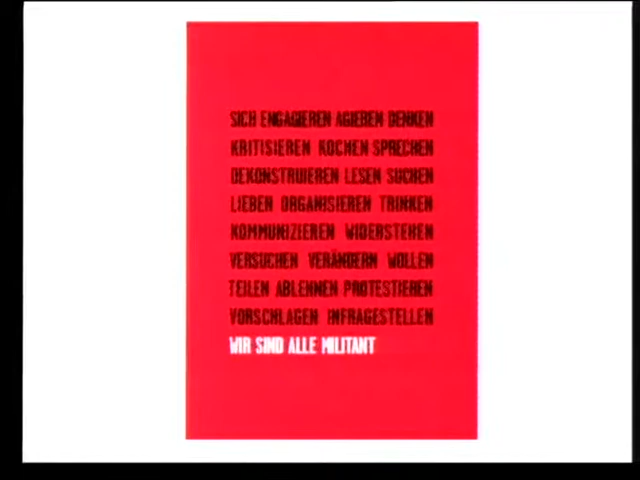 SICH ENGAGIEREN AGIEREN DENKEN
KRITISIEREN KOCHEN SPRECHEN
DEKONSTRUIEREN LESEN SUCHEN
LIEBEN ORGANISIEREN TRINKEN
KOMMUNIZIEREN WIDERSTEHEN
VERSUCHEN VERÄNDERN WOLLEN
TEILEN ABLEHNEN PROTESTIEREN
VORSCHLAGEN INFRAGESTELLEN
WIR SIND ALLE MILITANT